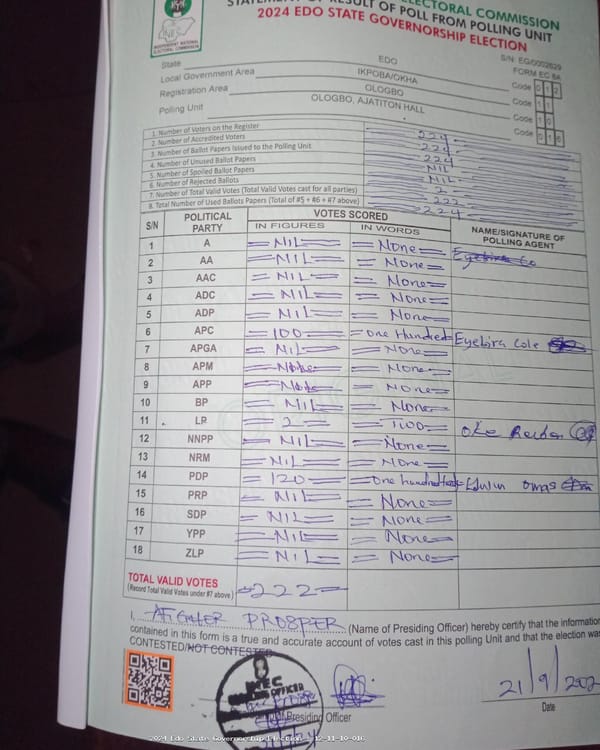 ELECTORAL COMMISSION
STATEMENT OF RESULT OF POLL FROM POLLING UNIT
2024 EDO STATE GOVERNORSHIP ELECTION
INDEPENDENT NATIONAL ELECTORAL COMMISSION
S/N: EG/0002629
FORM EC 8A
State EDO Code 0 1 2
Local Government Area IKPOBA/OKHA Code 1 1
Registration Area OLOGBO Code 1 0
Polling Unit OLOGBO, AJATITON HALL Code 0 1 6
1. Number of Voters on the Register
2. Number of Accredited Voters 224
3. Number of Ballot Papers Issued to the Polling Unit 224
4. Number of Unused Ballot Papers NIL
5. Number of Spoiled Ballot Papers NIL
6. Number of Rejected Ballots 2
7. Number of Total Valid Votes (Total Valid Votes cast for all parties) 222
8. Total Number of Used Ballots Papers (Total of #5 + #6 + #7 above) 224
S/N POLITICAL PARTY VOTES SCORED NAME/SIGNATURE OF POLLING AGENT
IN FIGURES IN WORDS
1 A =NIL= =None=
2 AA =NIL= =None=
3 AAC =NIL= =None=
4 ADC =NIL= =None=
5 ADP =NIL= =None=
6 APC =100= =one Hundred Eyebira Cole
7 APGA =NIL= =None=
8 APM =None=
9 APP =None=
10 BP =NIL= =None=
11 LP =2= =Two= oke
12 NNPP =NIL= =None=
13 NRM =NIL= =None=
14 PDP =120= =one hundred Edwin omas
15 PRP =NIL= =None=
16 SDP =NIL= =None=
17 YPP =NIL= =None=
18 ZLP =NIL= =None=
TOTAL VALID VOTES =222=
(Record Total Valid Votes under #7 above)
I, PROSPER (Name of Presiding Officer) hereby certify that the information
contained in this form is a true and accurate account of votes cast in this polling Unit and that the election was
CONTESTED/NOT CONTESTED
INEC
PRESIDING OFFICER
Presiding Officer
21/9/202
Date
2024 Edo State Governorship Election - 12-11-10-016